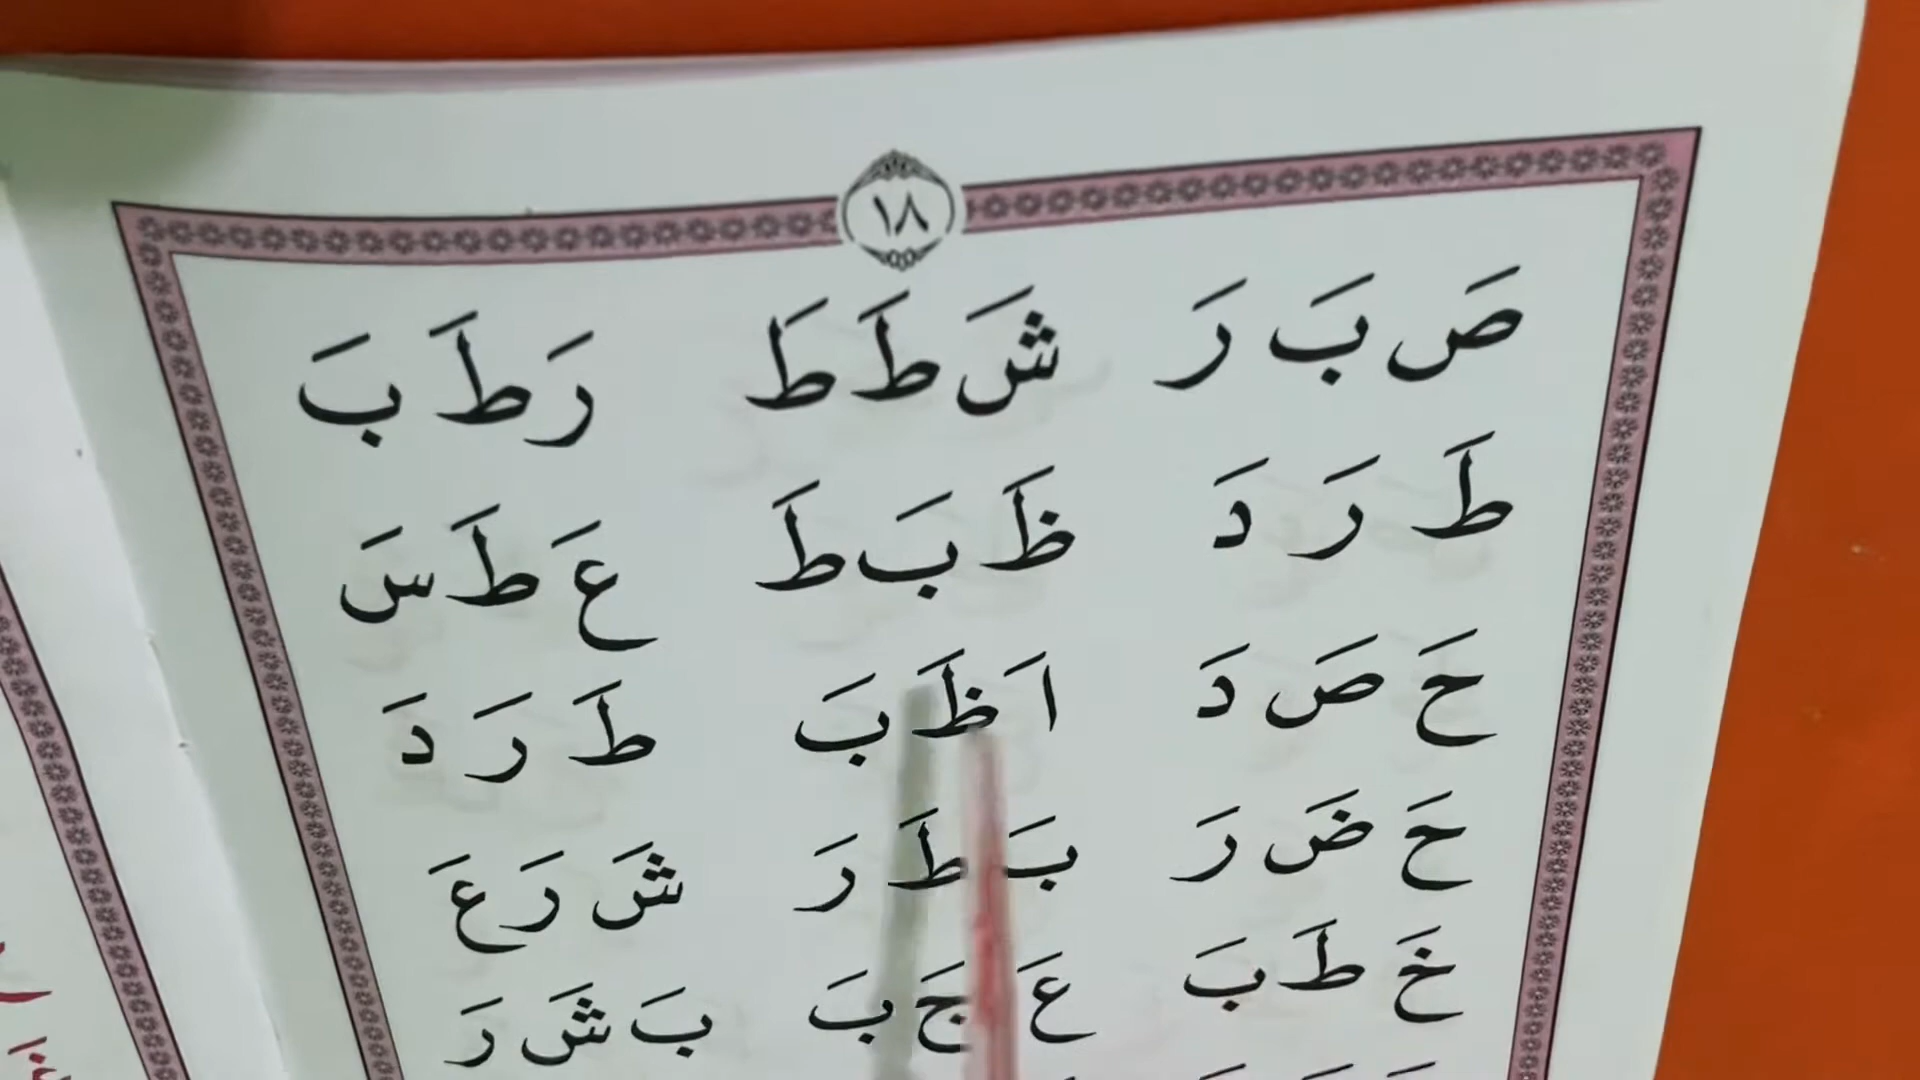 ١٨
صَ بَ رَ شَ طَ طَ رَ طَ بَ
طَ رَ دَ ظَ بَ طَ عَ طَ سَ
حَ صَ دَ اَ ظَ بَ طَ رَ دَ
حَ ضَ رَ بَ طَ رَ شَ رَ عَ
خَ طَ بَ عَ جَ بَ بَ شَ رَ